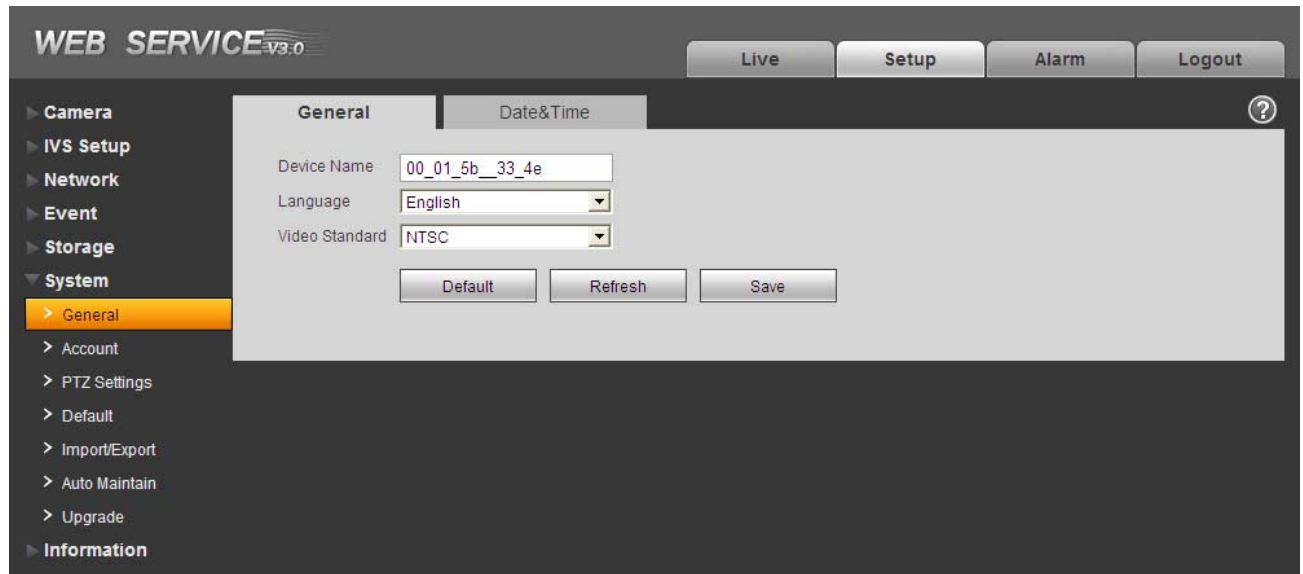 WEB SERVICE V3.0
Live Setup Alarm Logout
Camera
IVS Setup
Network
Event
Storage
System
> General
> Account
> PTZ Settings
> Default
> Import/Export
> Auto Maintain
> Upgrade
Information
General Date&Time
?
Device Name 00_01_5b__33_4e
Language English
Video Standard NTSC
Default Refresh Save